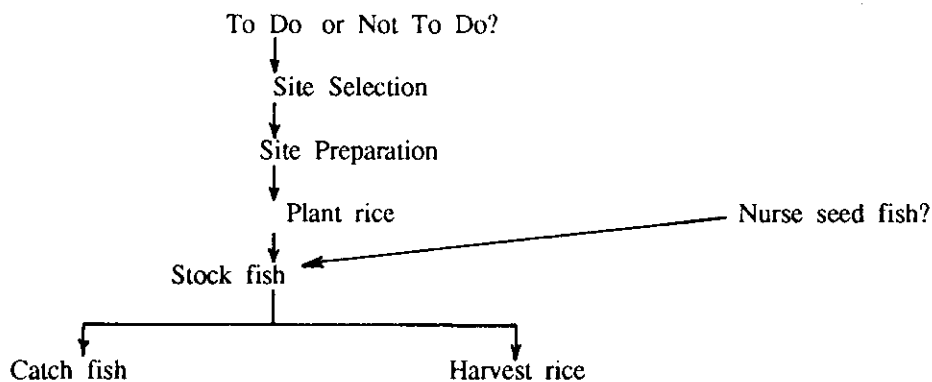 To Do or Not To Do?
Site Selection
Site Preparation
Plant rice
Nurse seed fish?
Stock fish
Catch fish
Harvest rice